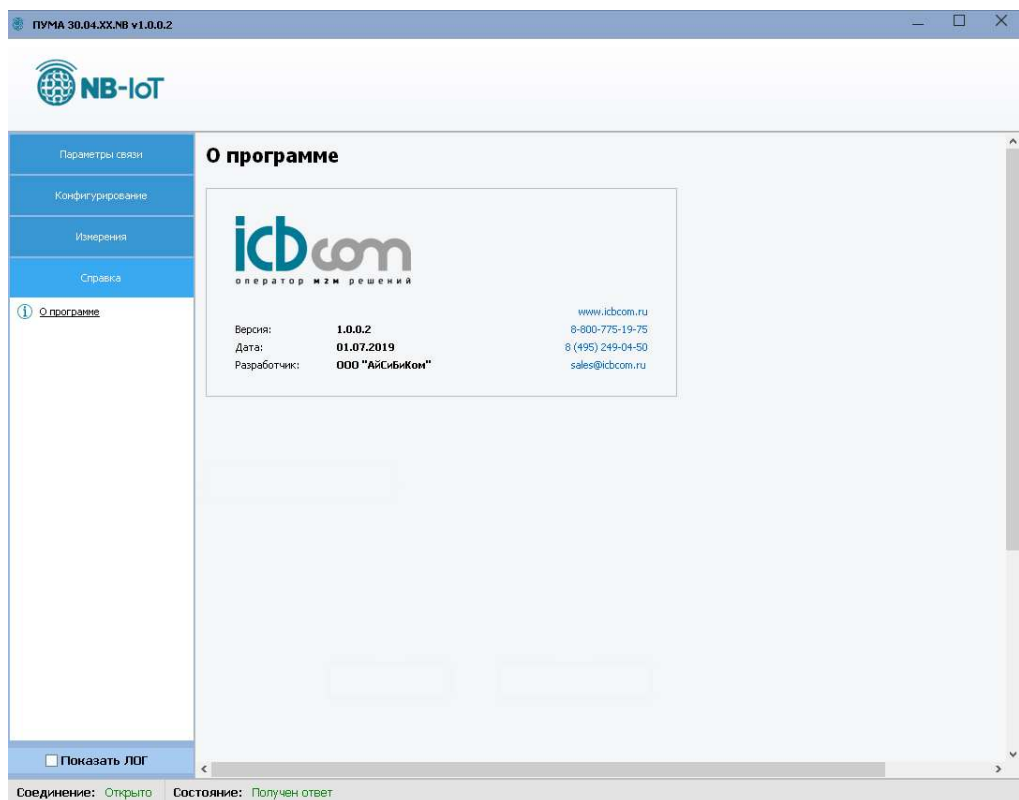 ПУМА 30.04.XX.NB v1.0.0.2
NB-IoT
Параметры связи
Конфигурирование
Измерения
Справка
О программе
О программе
icbcom
оператор м2м решений
www.icbcom.ru
Версия: 1.0.0.2 8-800-775-19-75
Дата: 01.07.2019 8 (495) 249-04-50
Разработчик: ООО "АйСиБиКом" sales@icbcom.ru
Показать ЛОГ
Соединение: Открыто Состояние: Получен ответ